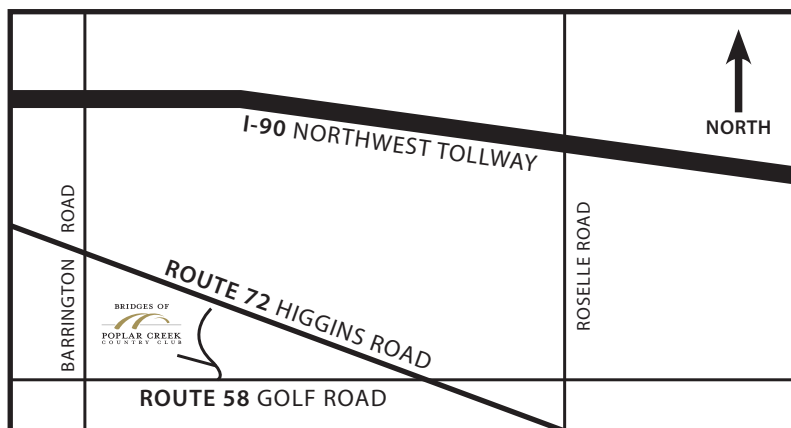 NORTH
I-90 NORTHWEST TOLLWAY
BARRINGTON ROAD
ROSELLE ROAD
ROUTE 72 HIGGINS ROAD
BRIDGES OF
POPLAR CREEK
COUNTRY CLUB
ROUTE 58 GOLF ROAD